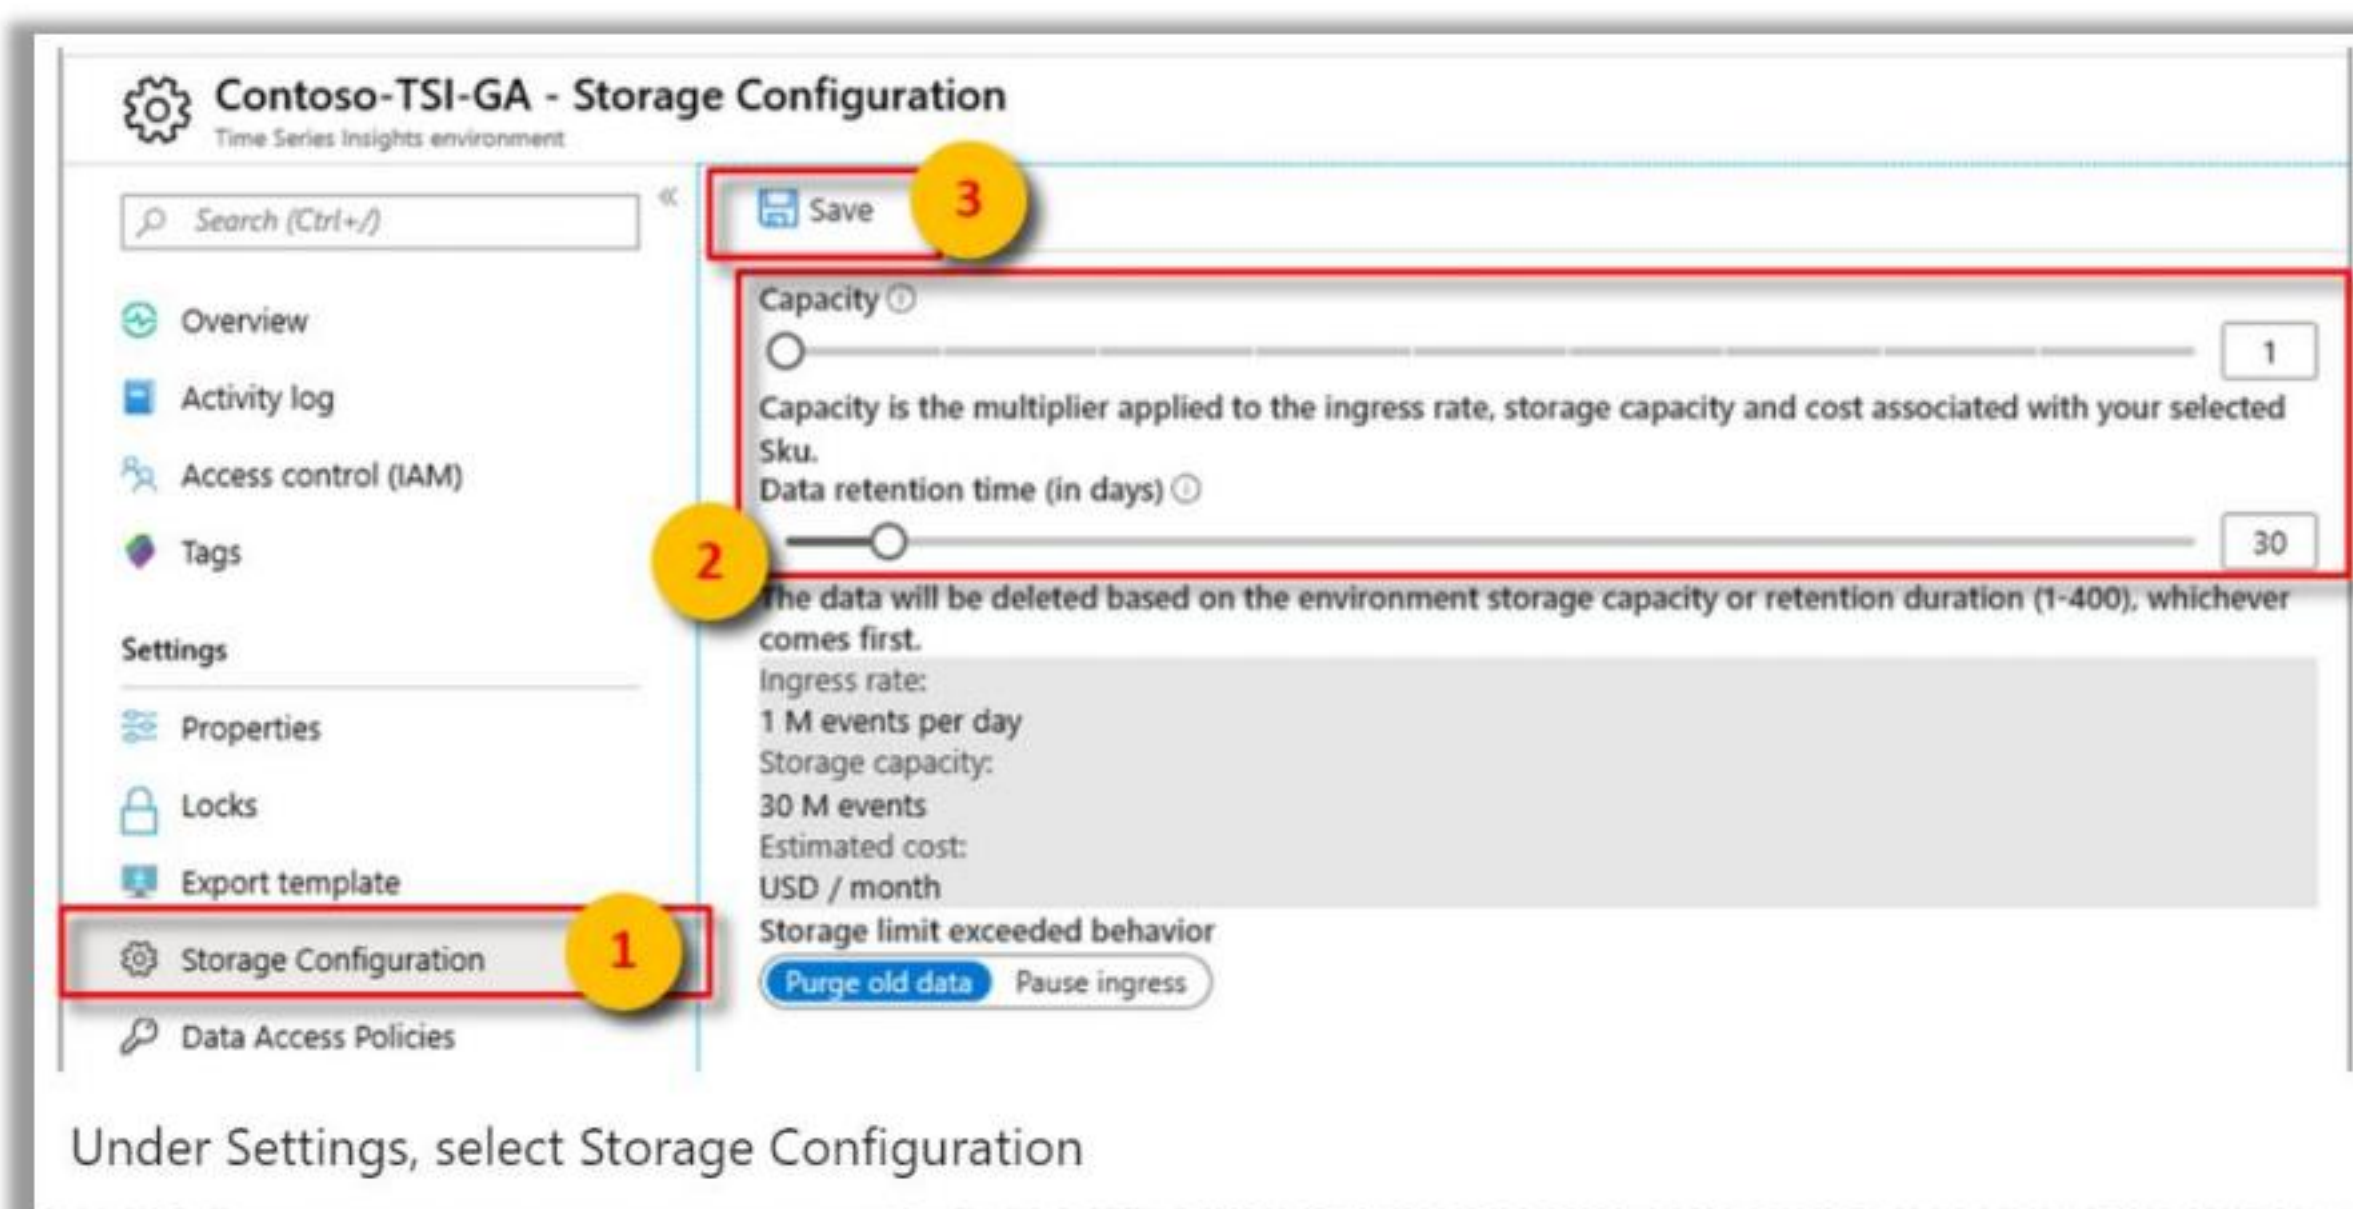 Contoso-TSI-GA - Storage Configuration
Time Series Insights environment
Search (Ctrl+/)
«
Overview
Activity log
Access control (IAM)
Tags
Settings
Properties
Locks
Export template
Storage Configuration
1
Data Access Policies
Save
3
Capacity
1
Capacity is the multiplier applied to the ingress rate, storage capacity and cost associated with your selected
Sku.
Data retention time (in days)
2
30
The data will be deleted based on the environment storage capacity or retention duration (1-400), whichever
comes first.
Ingress rate:
1 M events per day
Storage capacity:
30 M events
Estimated cost:
USD / month
Storage limit exceeded behavior
Purge old data Pause ingress
Under Settings, select Storage Configuration